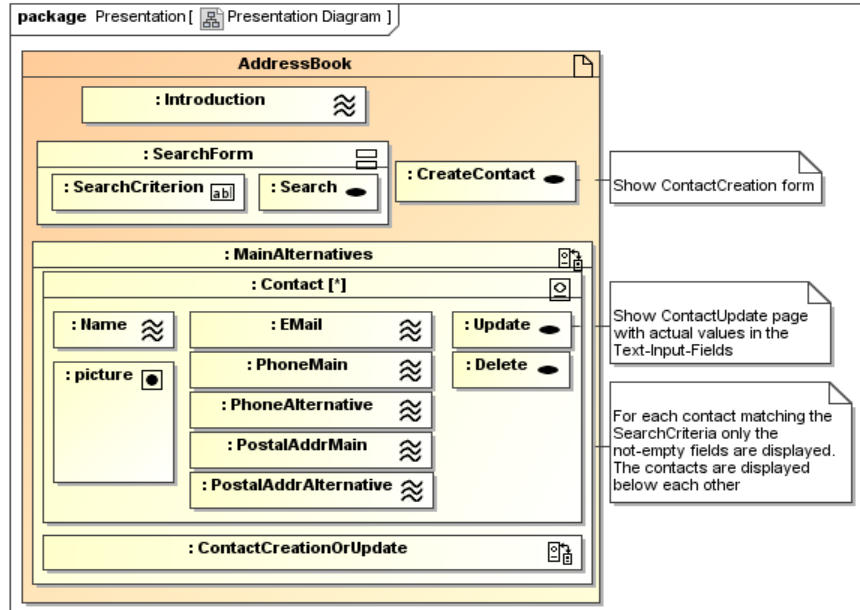 package Presentation [ Presentation Diagram ]
AddressBook
: Introduction
: SearchForm
: SearchCriterion ab|
: Search
: CreateContact
Show ContactCreation form
: MainAlternatives
: Contact [*]
: Name
: EMail
: Update
: picture
: PhoneMain
: Delete
: PhoneAlternative
: PostalAddrMain
: PostalAddrAlternative
Show ContactUpdate page
with actual values in the
Text-Input-Fields
For each contact matching the
SearchCriteria only the
not-empty fields are displayed.
The contacts are displayed
below each other
: ContactCreationOrUpdate